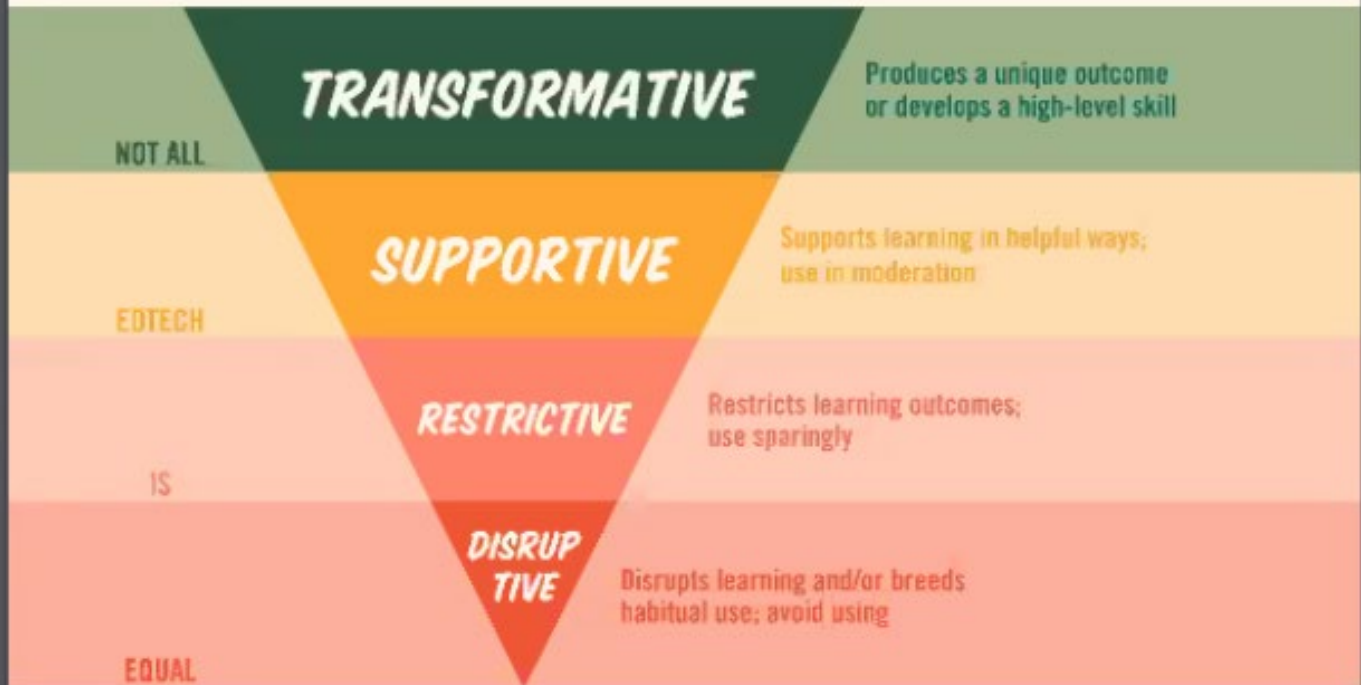 TRANSFORMATIVE
Produces a unique outcome
or develops a high-level skill
NOT ALL
SUPPORTIVE
Supports learning in helpful ways;
use in moderation
EDTECH
RESTRICTIVE
Restricts learning outcomes;
use sparingly
IS
DISRUP
TIVE
Disrupts learning and/or breeds
habitual use; avoid using
EQUAL